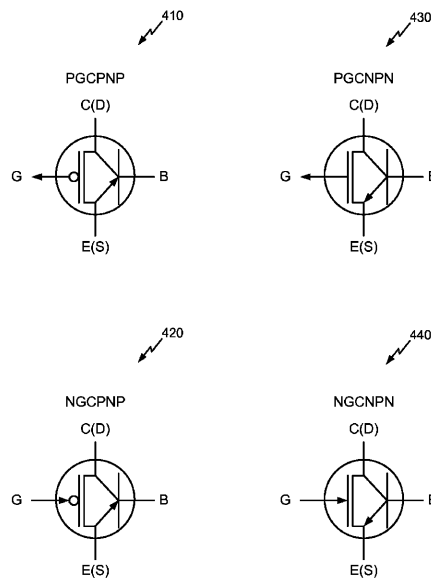 410
PGCPNP
C(D)
G
B
E(S)
430
PGCNPN
C(D)
G
E(S)
420
NGCPNP
C(D)
G
B
E(S)
440
NGCNPN
C(D)
G
E(S)